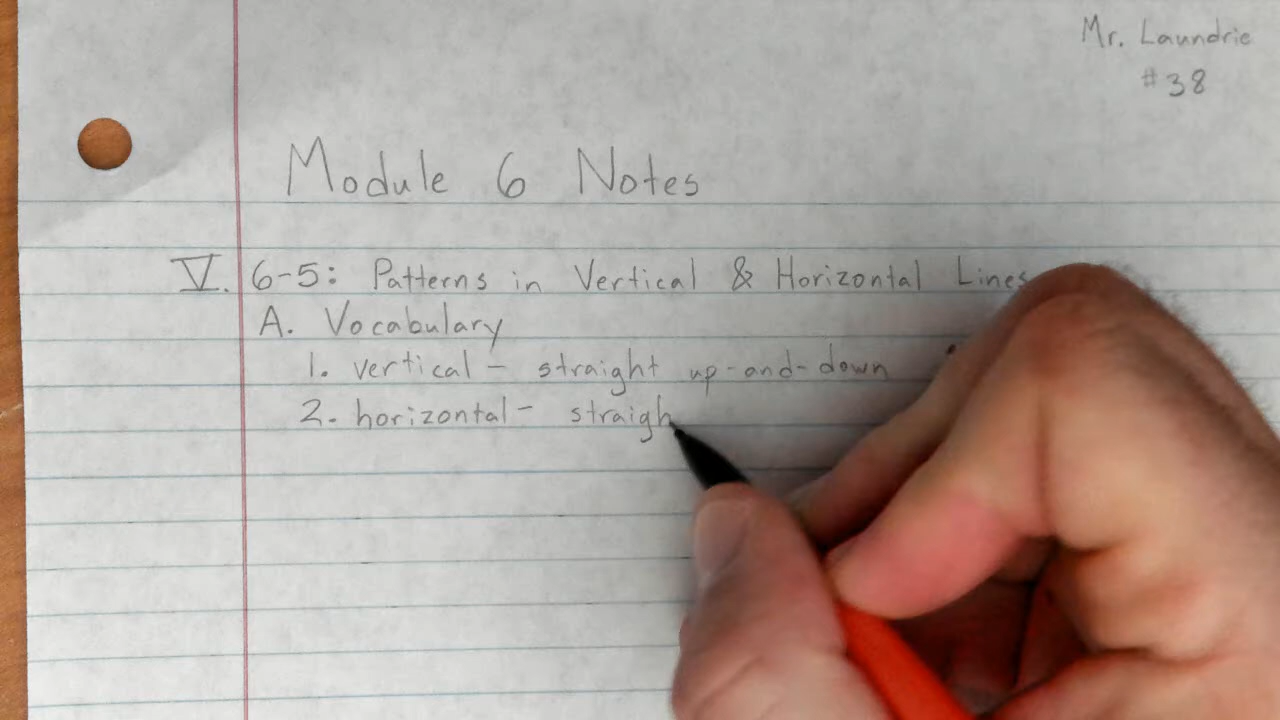 Mr. Laundrie
#38
Module 6 Notes
V. 6-5: Patterns in Vertical & Horizontal Lines
A. Vocabulary
1. vertical - straight up-and-down
2. horizontal - straigh